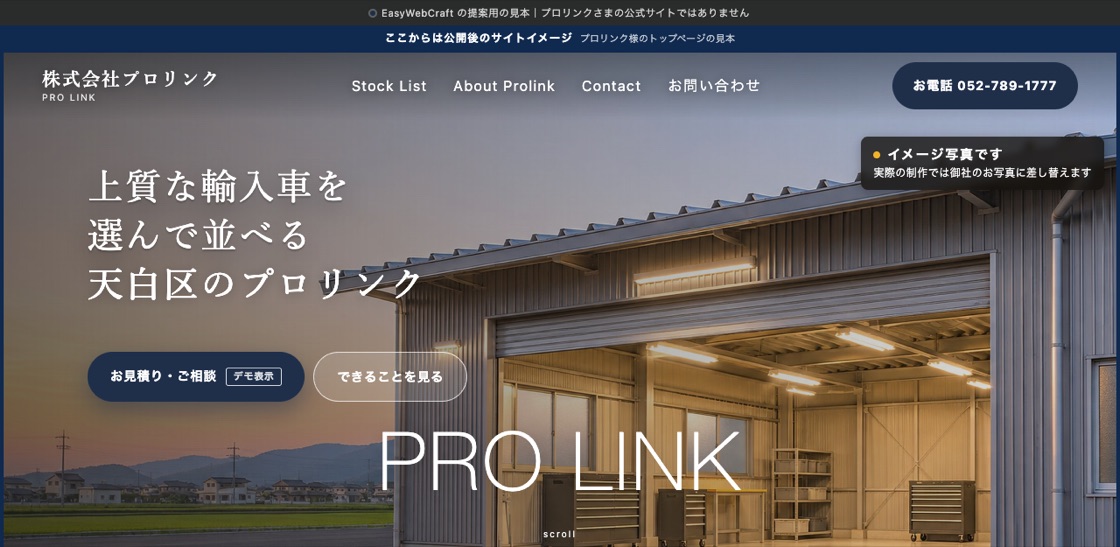 EasyWebCraft の提案用の見本｜プロリンクさまの公式サイトではありません
ここからは公開後のサイトイメージ プロリンク様のトップページの見本
株式会社プロリンク
PRO LINK
Stock List About Prolink Contact お問い合わせ
お電話 052-789-1777
イメージ写真です
実際の制作では御社のお写真に差し替えます
上質な輸入車を
選んで並べる
天白区のプロリンク
お見積り・ご相談 デモ表示 できることを見る
PRO LINK
scroll